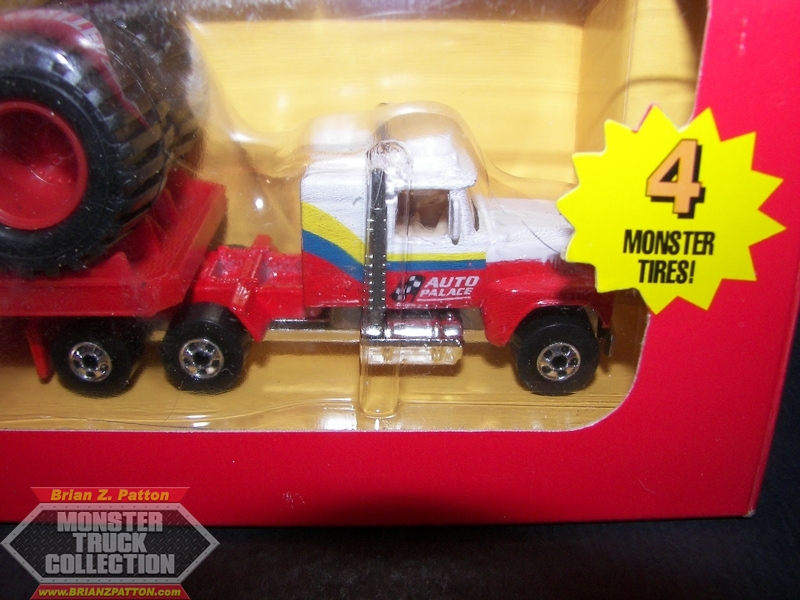 4
MONSTER
TIRES!
AUTO
PALACE
Brian Z. Patton
MONSTER
TRUCK
COLLECTION
www.BRIANZPATTON.com